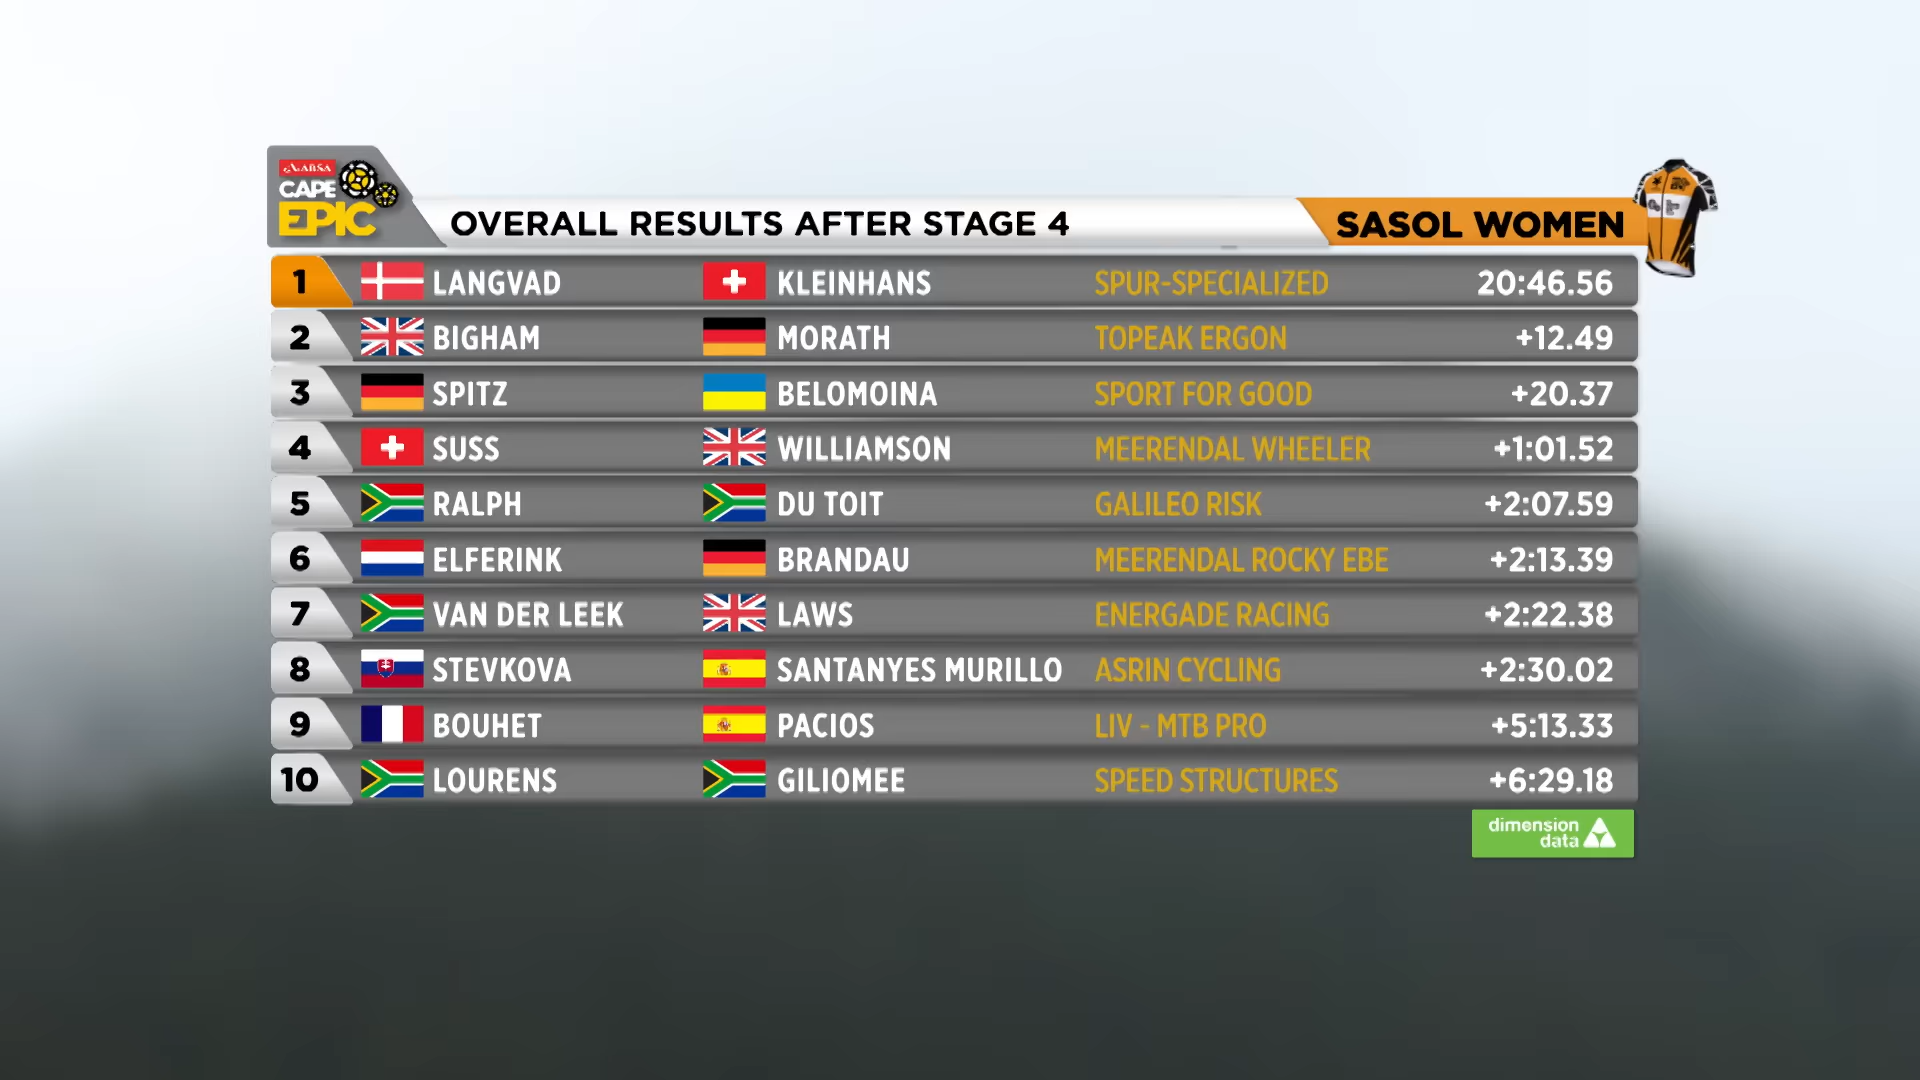 ABSA
CAPE
EPIC
OVERALL RESULTS AFTER STAGE 4 SASOL WOMEN
1 LANGVAD KLEINHANS SPUR-SPECIALIZED 20:46.56
2 BIGHAM MORATH TOPEAK ERGON +12.49
3 SPITZ BELOMOINA SPORT FOR GOOD +20.37
4 SUSS WILLIAMSON MEERENDAL WHEELER +1:01.52
5 RALPH DU TOIT GALILEO RISK +2:07.59
6 ELFERINK BRANDAU MEERENDAL ROCKY EBE +2:13.39
7 VAN DER LEEK LAWS ENERGADE RACING +2:22.38
8 STEVKOVA SANTANYES MURILLO ASRIN CYCLING +2:30.02
9 BOUHET PACIOS LIV - MTB PRO +5:13.33
10 LOURENS GILIOMEE SPEED STRUCTURES +6:29.18
dimension
data